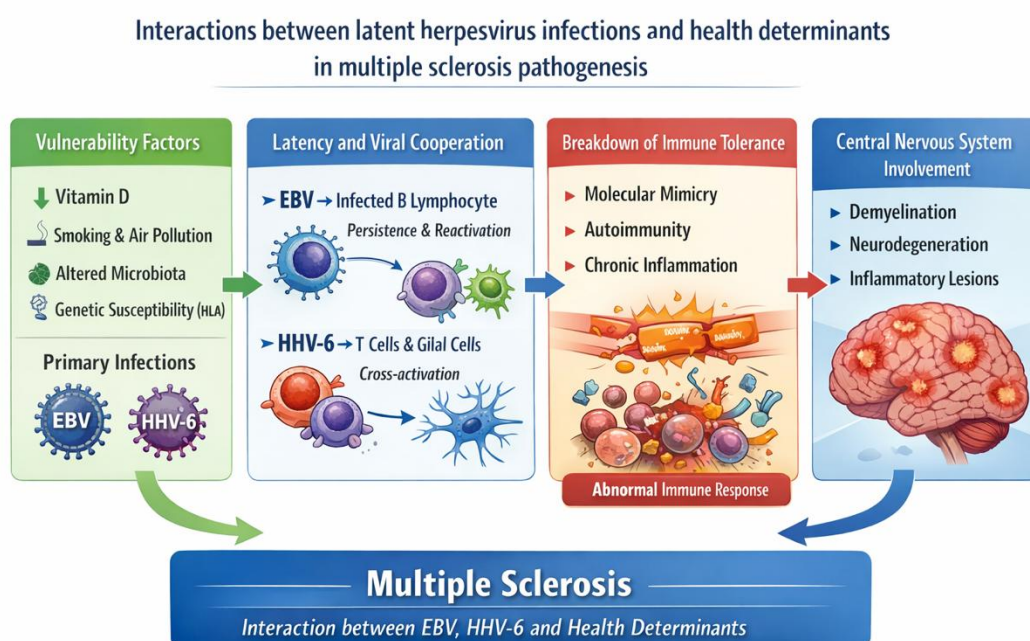 Interactions between latent herpesvirus infections and health determinants
in multiple sclerosis pathogenesis
Vulnerability Factors
Vitamin D
Smoking & Air Pollution
Altered Microbiota
Genetic Susceptibility (HLA)
Primary Infections
EBV
HHV-6
Latency and Viral Cooperation
➤ EBV → Infected B Lymphocyte
Persistence & Reactivation
➤ HHV-6 → T Cells & Gilal Cells
Cross-activation
Breakdown of Immune Tolerance
▶ Molecular Mimicry
▶ Autoimmunity
▶ Chronic Inflammation
Abnormal Immune Response
Central Nervous System
Involvement
▶ Demyelination
▶ Neurodegeneration
▶ Inflammatory Lesions
Multiple Sclerosis
Interaction between EBV, HHV-6 and Health Determinants